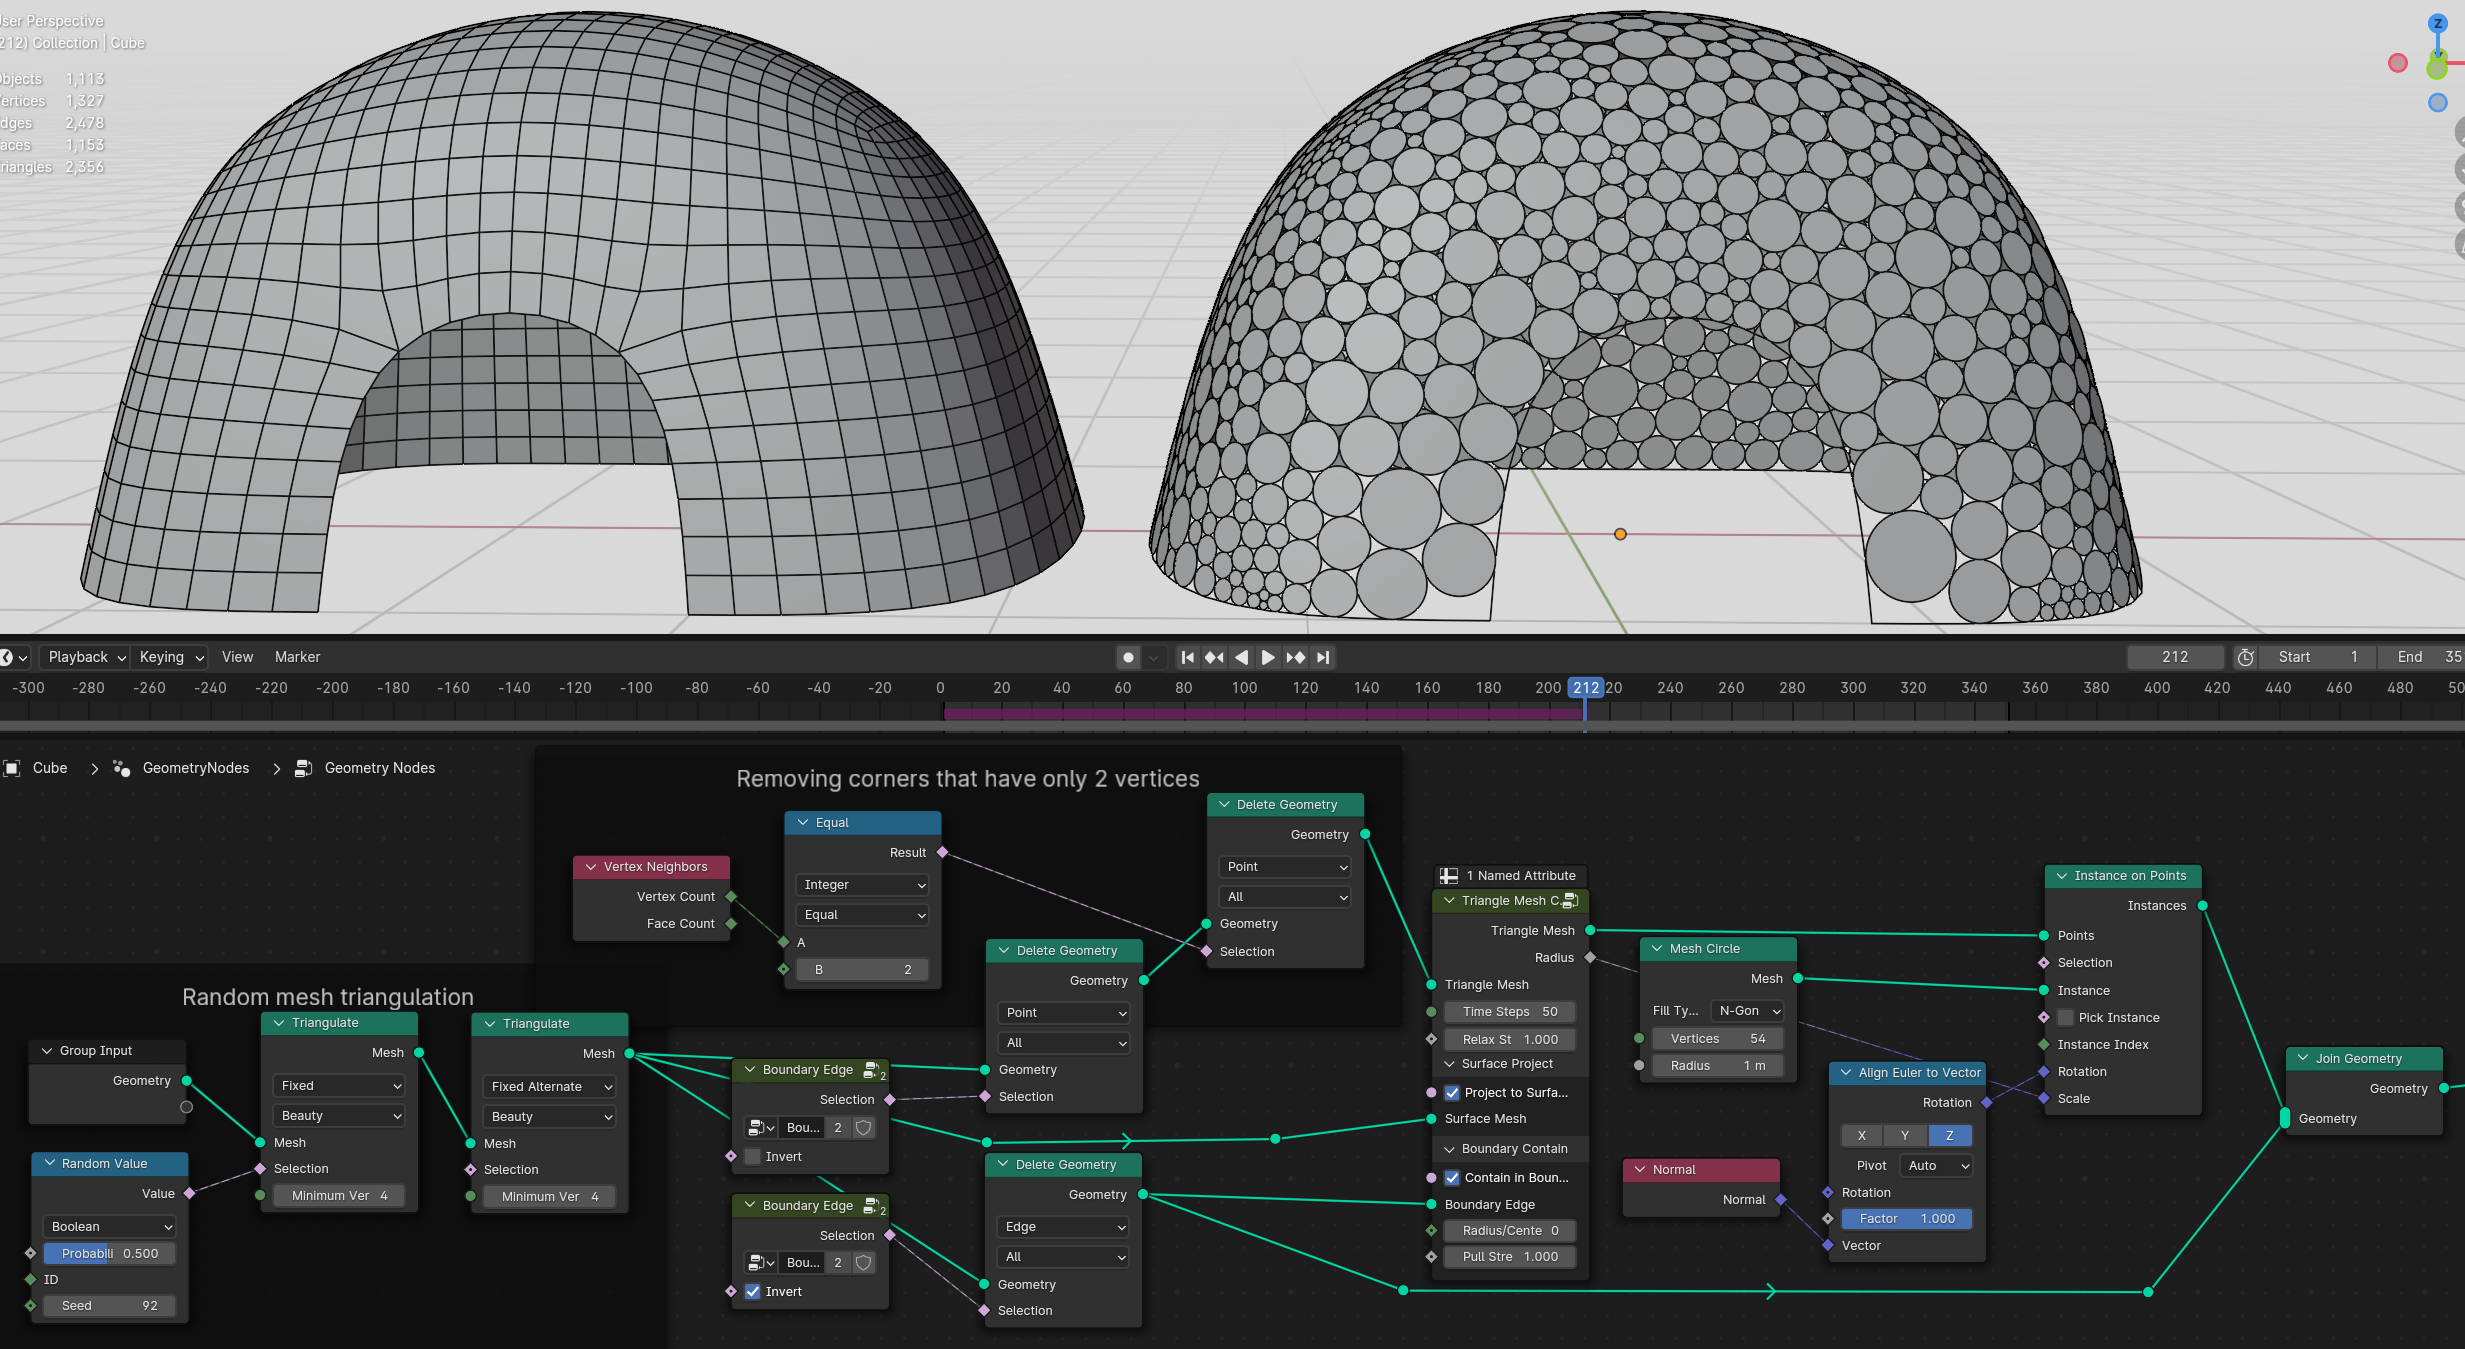 User Perspective
(212) Collection | Cube
Objects 1,113
Vertices 1,327
Edges 2,478
Faces 1,153
Triangles 2,356
Z
Playback
Keying
View
Marker
212
Start 1
End 35
-300 -280 -260 -240 -220 -200 -180 -160 -140 -120 -100 -80 -60 -40 -20 0 20 40 60 80 100 120 140 160 180 200 212 20 240 260 280 300 320 340 360 380 400 420 440 460 480 50
Cube > GeometryNodes > Geometry Nodes
Removing corners that have only 2 vertices
Vertex Neighbors
Vertex Count
Face Count
Equal
Result
Integer
Equal
A
B 2
Delete Geometry
Geometry
Point
All
Geometry
Selection
Random mesh triangulation
Group Input
Geometry
Random Value
Value
Boolean
Probabili 0.500
ID
Seed 92
Triangulate
Mesh
Fixed
Beauty
Mesh
Selection
Minimum Ver 4
Triangulate
Mesh
Fixed Alternate
Beauty
Mesh
Selection
Minimum Ver 4
Boundary Edge
2
Selection
Bou... 2
Invert
Boundary Edge
2
Selection
Bou... 2
Invert
Delete Geometry
Geometry
Point
All
Geometry
Selection
Delete Geometry
Geometry
Edge
All
Geometry
Selection
1 Named Attribute
Triangle Mesh C...
Triangle Mesh
Radius
Triangle Mesh
Time Steps 50
Relax St 1.000
Surface Project
Project to Surfa...
Surface Mesh
Boundary Contain
Contain in Boun...
Boundary Edge
Radius/Cente 0
Pull Stre 1.000
Mesh Circle
Mesh
Fill Ty... N-Gon
Vertices 54
Radius 1 m
Normal
Normal
Align Euler to Vector
Rotation
X Y Z
Pivot Auto
Rotation
Factor 1.000
Vector
Instance on Points
Instances
Points
Selection
Instance
Pick Instance
Instance Index
Rotation
Scale
Join Geometry
Geometry
Geometry